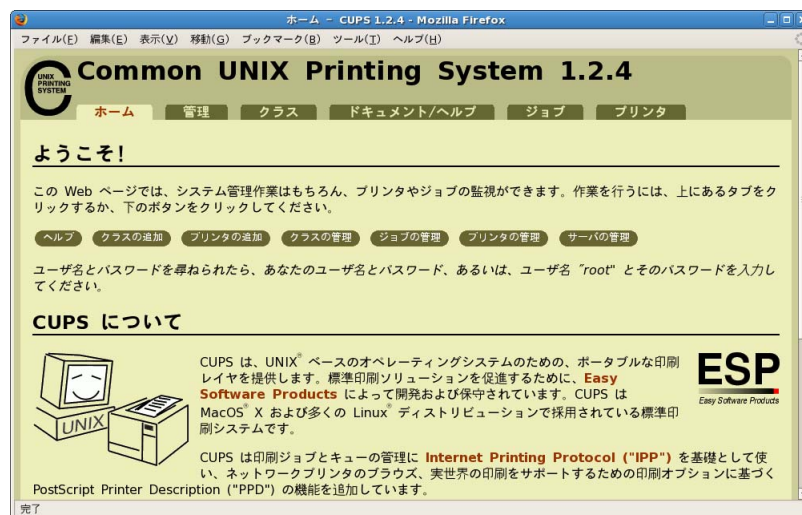 ホーム - CUPS 1.2.4 - Mozilla Firefox
ファイル(F) 編集(E) 表示(V) 移動(G) ブックマーク(B) ツール(T) ヘルプ(H)
UNIX PRINTING SYSTEM
Common UNIX Printing System 1.2.4
ホーム 管理 クラス ドキュメント/ヘルプ ジョブ プリンタ
ようこそ!
この Web ページでは、システム管理作業はもちろん、プリンタやジョブの監視ができます。作業を行うには、上にあるタブをク
リックするか、下のボタンをクリックしてください。
ヘルプ クラスの追加 プリンタの追加 クラスの管理 ジョブの管理 プリンタの管理 サーバの管理
ユーザ名とパスワードを尋ねられたら、あなたのユーザ名とパスワード、あるいは、ユーザ名 "root" とそのパスワードを入力し
てください。
CUPS について
UNIX
CUPS は、UNIX® ベースのオペレーティングシステムのための、ポータブルな印刷
レイヤを提供します。標準印刷ソリューションを促進するために、Easy
Software Products によって開発および保守されています。CUPS は
MacOS® X および多くの Linux® ディストリビューションで採用されている標準印
刷システムです。
ESP
Easy Software Products
CUPS は印刷ジョブとキューの管理に Internet Printing Protocol ("IPP") を基礎として使
い、ネットワークプリンタのブラウズ、実世界の印刷をサポートするための印刷オプションに基づく
PostScript Printer Description ("PPD") の機能を追加しています。
完了